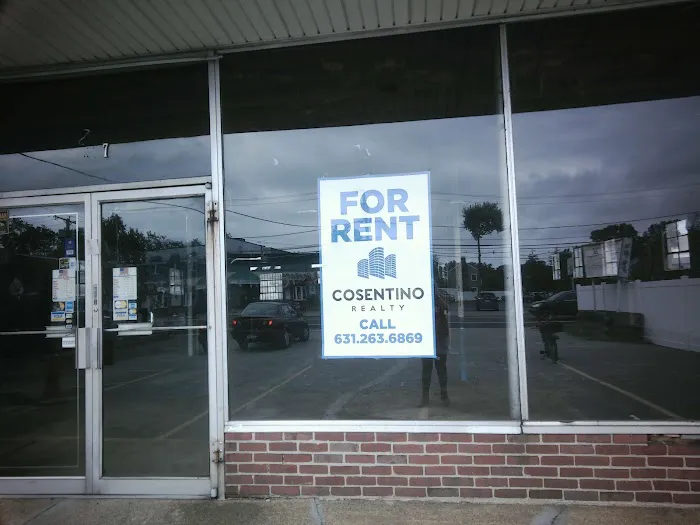 FOR
RENT
COSENTINO
REALTY
CALL
631.263.6869